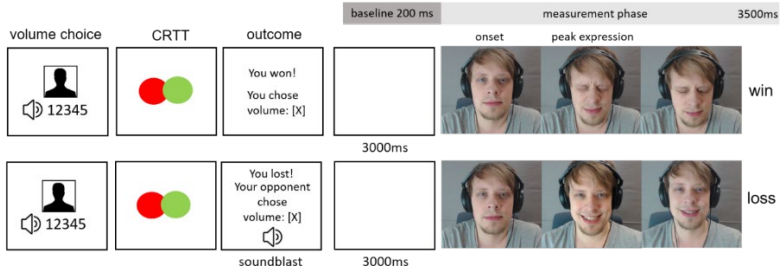 baseline 200 ms measurement phase 3500ms
volume choice CRTT outcome onset peak expression
You won!
You chose
volume: [X]
12345
win
3000ms
You lost!
Your opponent
chose
volume: [X]
12345
loss
soundblast 3000ms